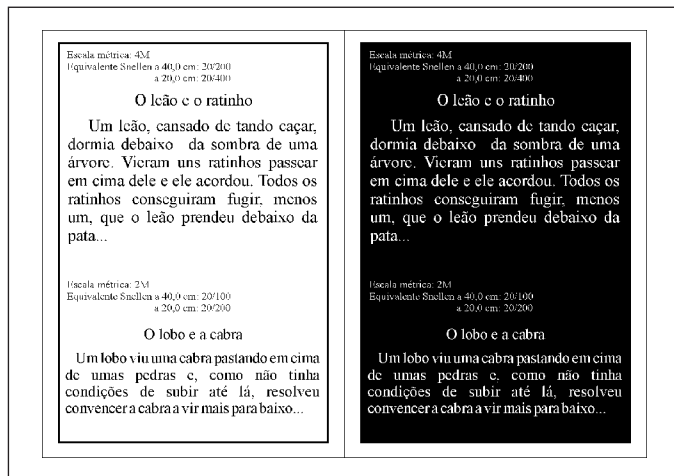 Escala métrica: 4M
Equivalente Snellen a 40,0 cm: 20/200
a 20,0 cm: 20/400
O leão e o ratinho
Um leão, cansado de tando caçar,
dormia debaixo da sombra de uma
árvore. Vieram uns ratinhos passear
em cima dele e ele acordou. Todos os
ratinhos conseguiram fugir, menos
um, que o leão prendeu debaixo da
pata...
Escala métrica: 2M
Equivalente Snellen a 40,0 cm: 20/100
a 20,0 cm: 20/200
O lobo e a cabra
Um lobo viu uma cabra pastando em cima
de umas pedras e, como não tinha
condições de subir até lá, resolveu
convencer a cabra a vir mais para baixo...
Escala métrica: 4M
Equivalente Snellen a 40,0 cm: 20/200
a 20,0 cm: 20/400
O leão e o ratinho
Um leão, cansado de tando caçar,
dormia debaixo da sombra de uma
árvore. Vieram uns ratinhos passear
em cima dele e ele acordou. Todos os
ratinhos conseguiram fugir, menos
um, que o leão prendeu debaixo da
pata...
Escala métrica: 2M
Equivalente Snellen a 40,0 cm: 20/100
a 20,0 cm: 20/200
O lobo e a cabra
Um lobo viu uma cabra pastando em cima
de umas pedras e, como não tinha
condições de subir até lá, resolveu
convencer a cabra a vir mais para baixo...